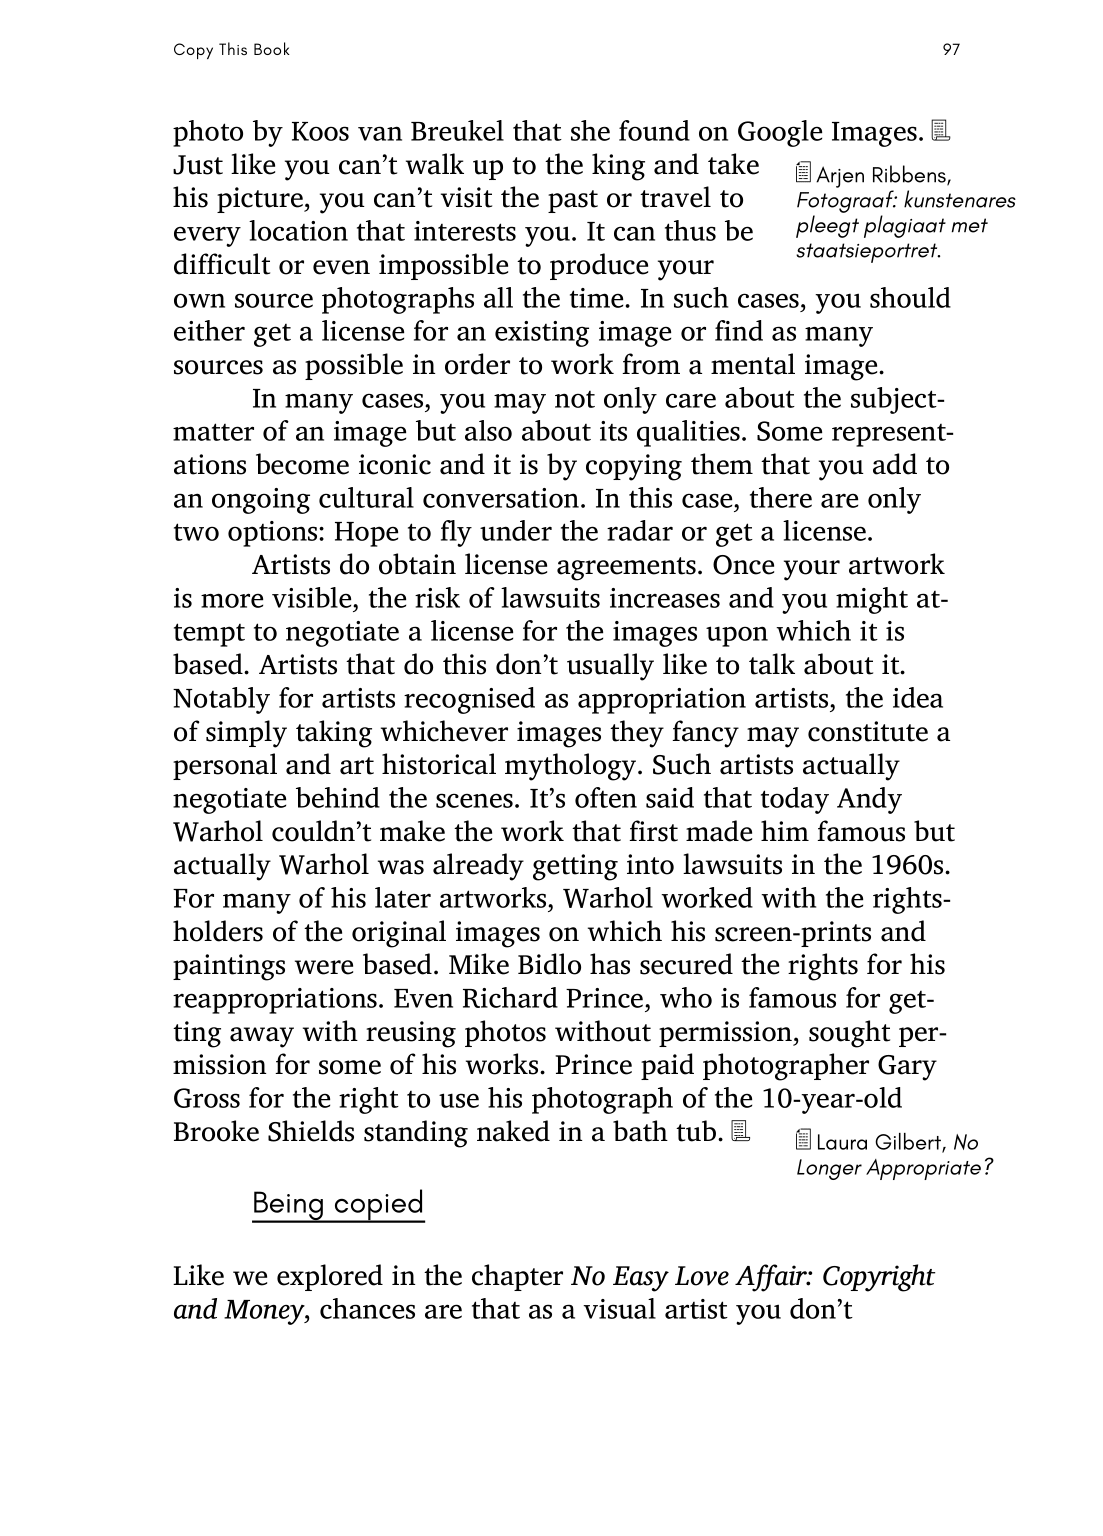 Copy This Book
97
photo by Koos van Breukel that she found on Google Images.
Just like you can’t walk up to the king and take
his picture, you can’t visit the past or travel to
every location that interests you. It can thus be
difficult or even impossible to produce your
Arjen Ribbens,
Fotograaf: kunstenares
pleegt plagiaat met
staatsieportret.
own source photographs all the time. In such cases, you should
either get a license for an existing image or find as many
sources as possible in order to work from a mental image.
In many cases, you may not only care about the subject-
matter of an image but also about its qualities. Some represent-
ations become iconic and it is by copying them that you add to
an ongoing cultural conversation. In this case, there are only
two options: Hope to fly under the radar or get a license.
Artists do obtain license agreements. Once your artwork
is more visible, the risk of lawsuits increases and you might at-
tempt to negotiate a license for the images upon which it is
based. Artists that do this don’t usually like to talk about it.
Notably for artists recognised as appropriation artists, the idea
of simply taking whichever images they fancy may constitute a
personal and art historical mythology. Such artists actually
negotiate behind the scenes. It’s often said that today Andy
Warhol couldn’t make the work that first made him famous but
actually Warhol was already getting into lawsuits in the 1960s.
For many of his later artworks, Warhol worked with the rights-
holders of the original images on which his screen-prints and
paintings were based. Mike Bidlo has secured the rights for his
reappropriations. Even Richard Prince, who is famous for get-
ting away with reusing photos without permission, sought per-
mission for some of his works. Prince paid photographer Gary
Gross for the right to use his photograph of the 10-year-old
Brooke Shields standing naked in a bath tub.
Laura Gilbert, No
Longer Appropriate?
Being copied
Like we explored in the chapter No Easy Love Affair: Copyright
and Money, chances are that as a visual artist you don’t